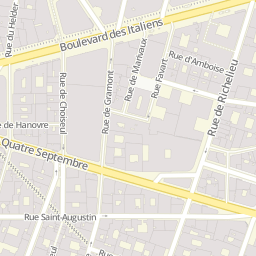 Rue du Helder
Boulevard des Italiens
Rue d'Amboise
Rue de Marivaux
Rue Favart
Rue de Choiseul
Rue de Gramont
Rue de Richelieu
e de Hanovre
Quatre Septembre
Rue Saint-Augustin